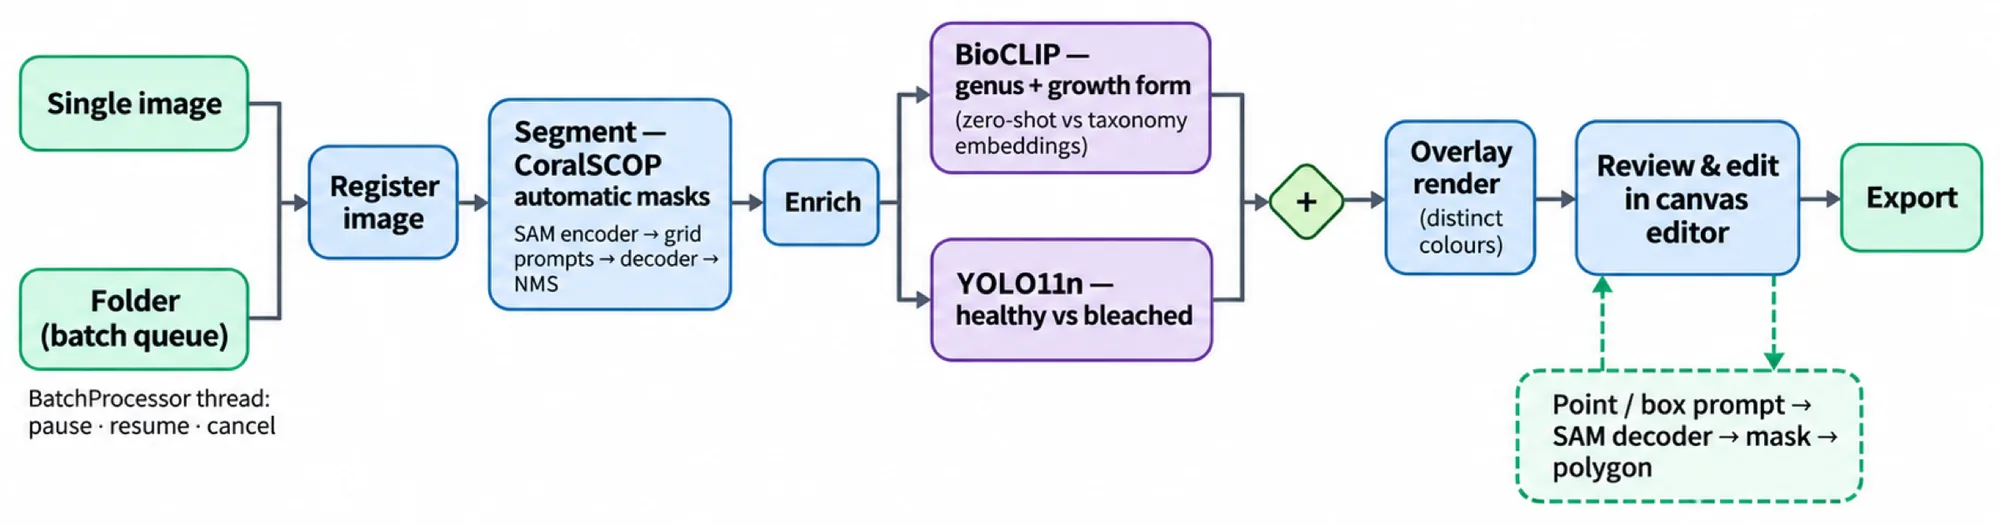 Single image
Folder
(batch queue)
BatchProcessor thread:
pause · resume · cancel
Register
image
Segment —
CoralSCOP
automatic masks
SAM encoder → grid
prompts → decoder →
NMS
Enrich
BioCLIP —
genus + growth form
(zero-shot vs taxonomy
embeddings)
YOLO11n —
healthy vs bleached
+
Overlay
render
(distinct
colours)
Review & edit
in canvas
editor
Point / box prompt →
SAM decoder → mask →
polygon
Export